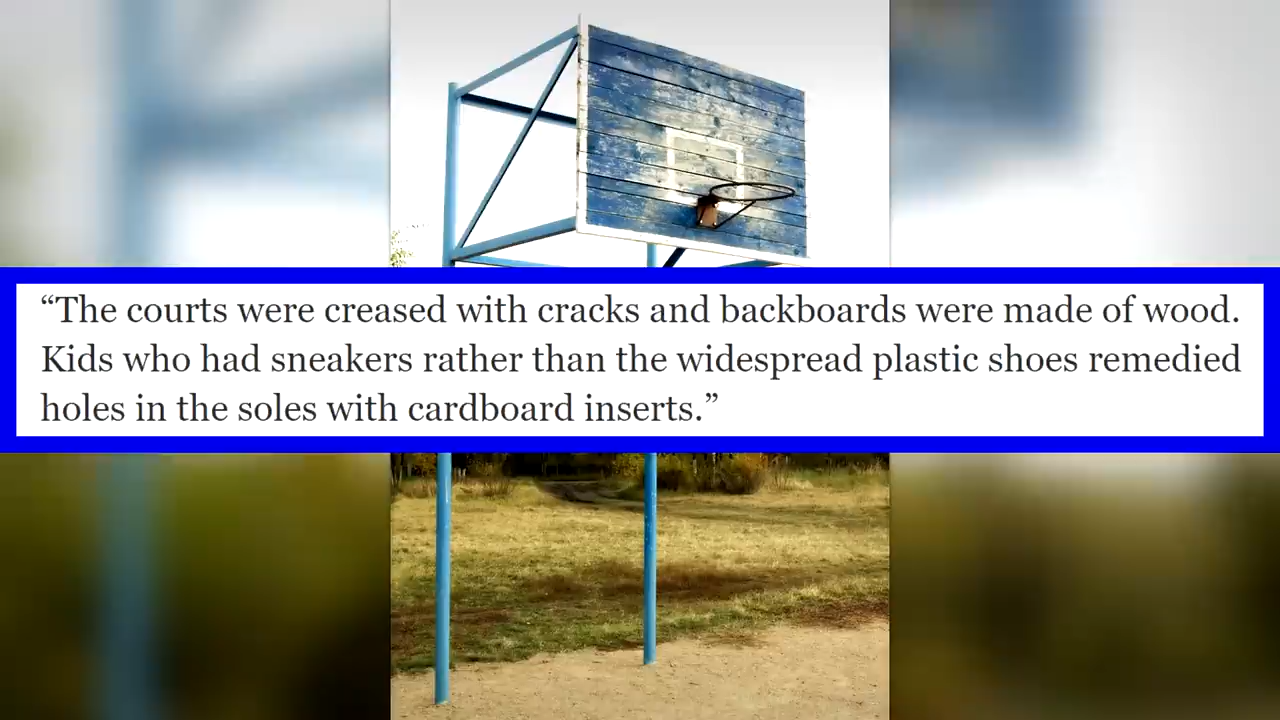 “The courts were creased with cracks and backboards were made of wood.
Kids who had sneakers rather than the widespread plastic shoes remedied
holes in the soles with cardboard inserts.”